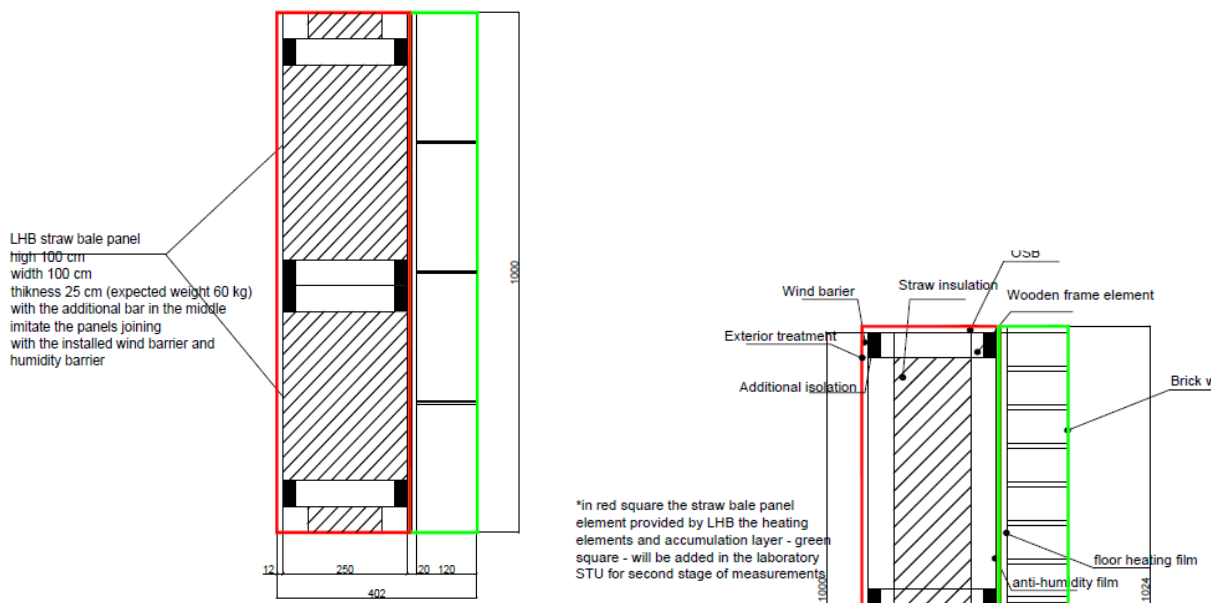 LHB straw bale panel
high 100 cm
width 100 cm
thikness 25 cm (expected weight 60 kg)
with the additional bar in the middle
imitate the panels joining
with the installed wind barrier and
humidity barrier
1000
12
250
20
120
402
OSB
Wind barier
Straw insulation
Wooden frame element
Exterior treatment
Additional isolation
Brick w
*in red square the straw bale panel
element provided by LHB the heating
elements and accumulation layer - green
square - will be added in the laboratory
STU for second stage of measurements
floor heating film
anti-humidity film
1000
1024